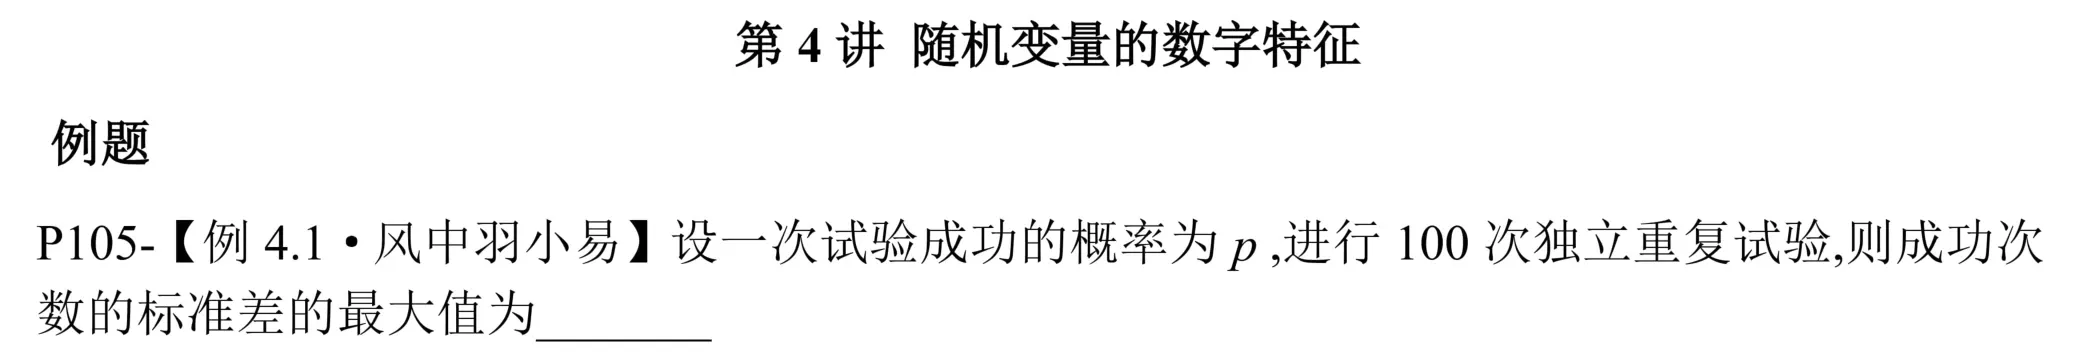 第 4 讲 随机变量的数字特征
例题
P105-【例 4.1·风中羽小易】设一次试验成功的概率为 p ,进行 100 次独立重复试验,则成功次
数的标准差的最大值为_______